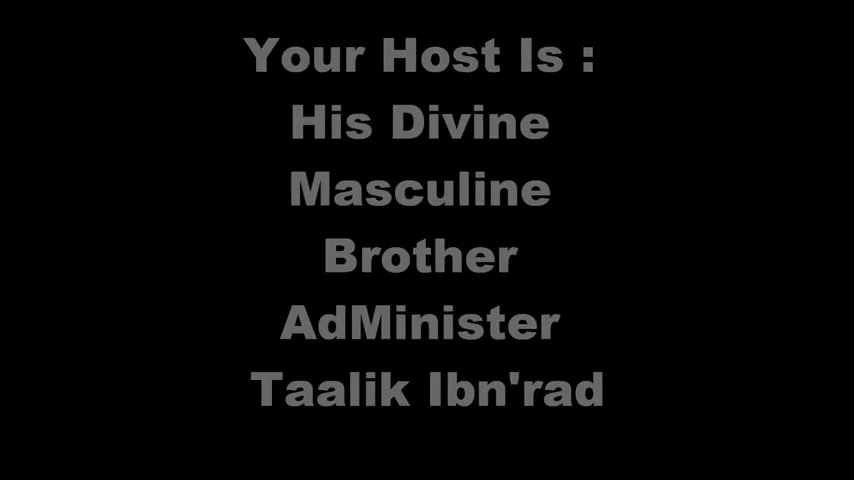 Your Host Is :
His Divine
Masculine
Brother
AdMinister
Taalik Ibn'rad